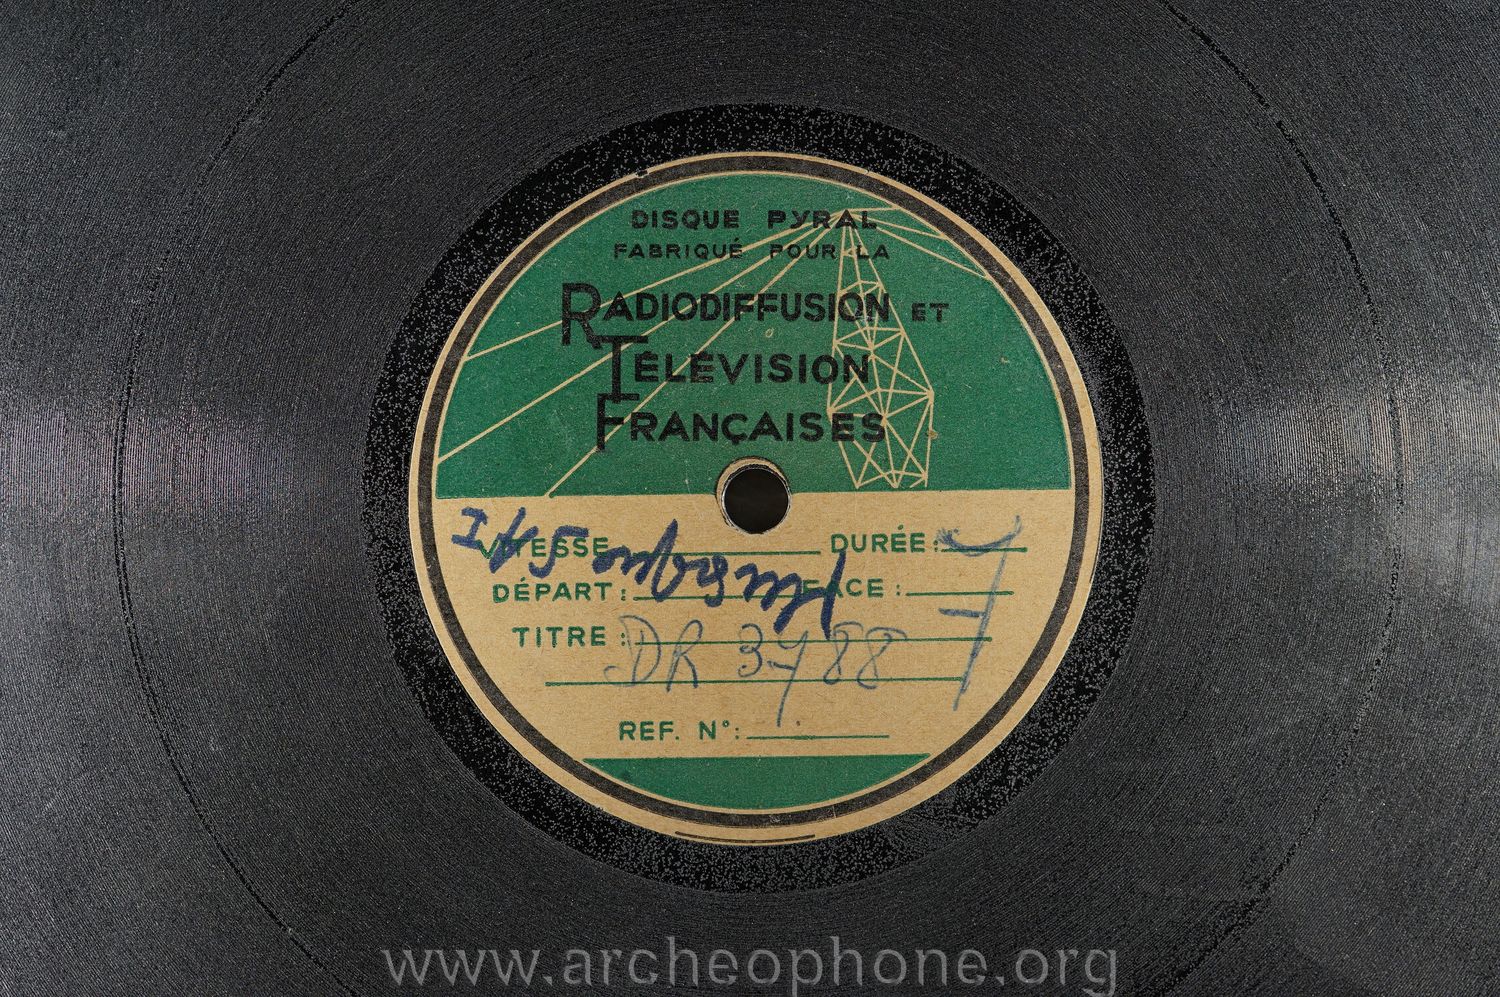 DISQUE PYRAL
FABRIQUÉ POUR LA
RADIODIFFUSION ET
TÉLÉVISION
FRANÇAISES
VITESSE
DURÉE:
DÉPART:
FACE:
TITRE:
DR 3488
REF. N°:
www.archeophone.org